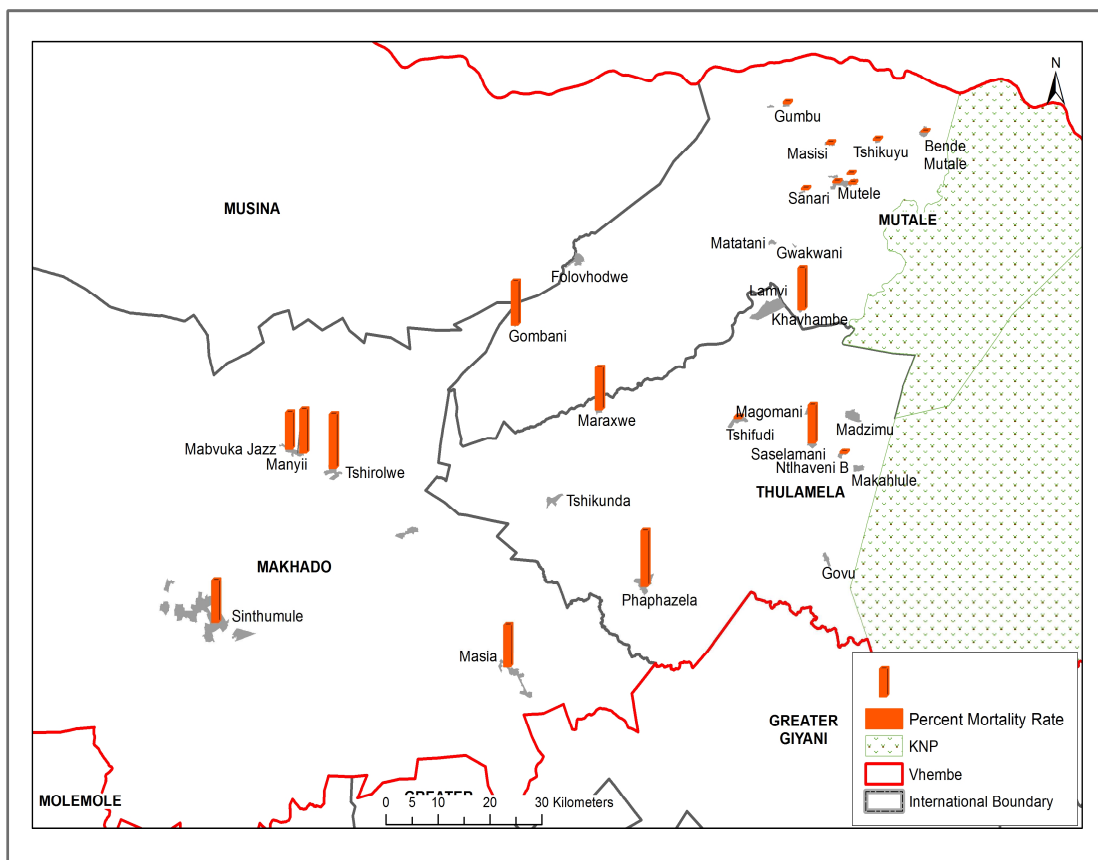 N
Gumbu
Masisi
Tshikuyu
Bende
Mutale
Sanari
Mutele
MUSINA
MUTALE
Matatani
Gwakwani
Folovhodwe
Lamvi
Khavhambe
Gombani
Maraxwe
Magomani
Madzimu
Tshifudi
Mabvuka Jazz
Manyii
Tshirolwe
Saselamani
Ntlhaveni B
Makahlule
THULAMELA
Tshikunda
MAKHADO
Govu
Phaphazela
Sinthumule
Masia
GREATER
GIYANI
Percent Mortality Rate
KNP
Vhembe
International Boundary
MOLEMOLE
GREATER
0 5 10 20 30 Kilometers